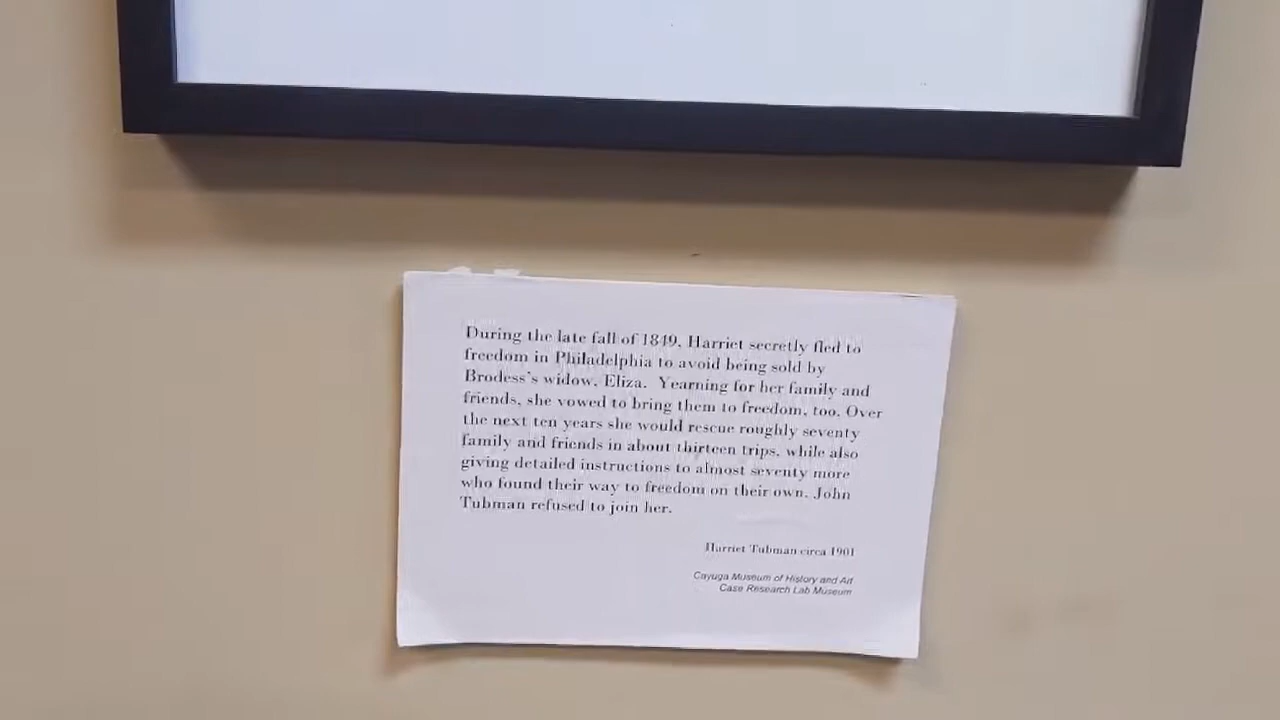 During the late fall of 1849, Harriet secretly fled to
freedom in Philadelphia to avoid being sold by
Brodess's widow, Eliza. Yearning for her family and
friends, she vowed to bring them to freedom, too. Over
the next ten years she would rescue roughly seventy
family and friends in about thirteen trips, while also
giving detailed instructions to almost seventy more
who found their way to freedom on their own. John
Tubman refused to join her.
Harriet Tubman circa 1901
Cayuga Museum of History and Art
Case Research Lab Museum